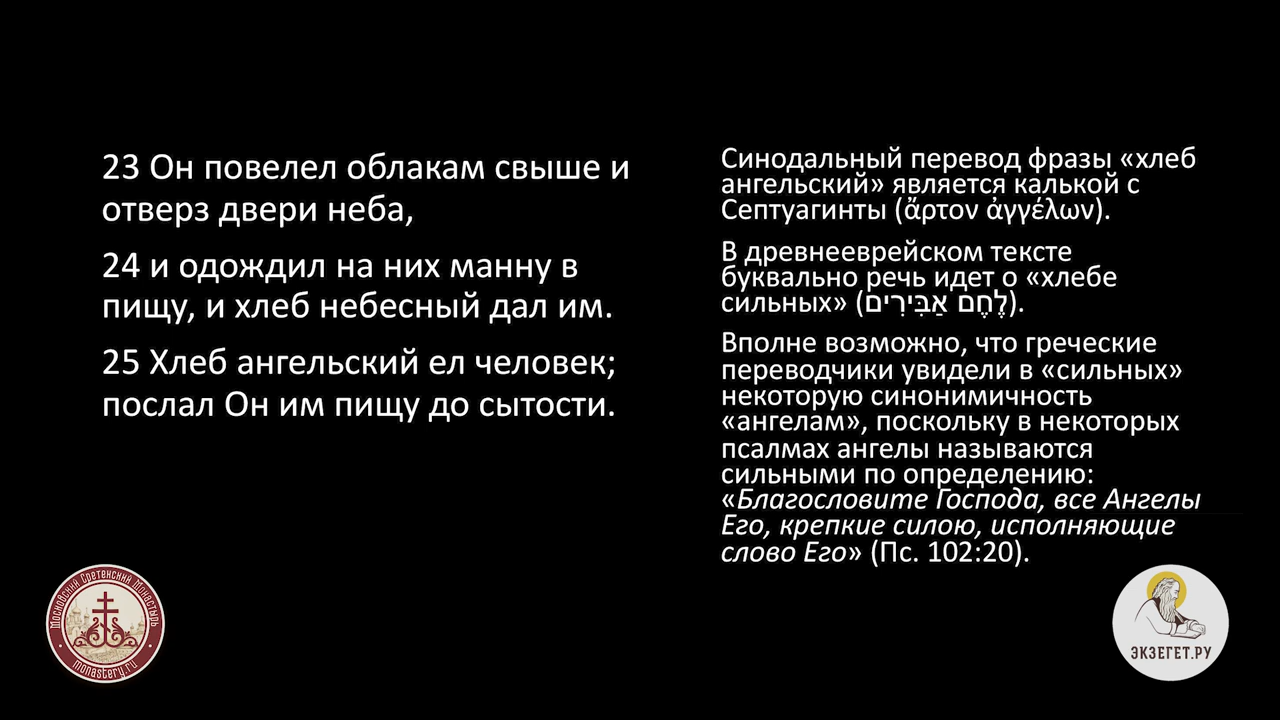 23 Он повелел облакам свыше и
отверз двери неба,
24 и одождил на них манну в
пищу, и хлеб небесный дал им.
25 Хлеб ангельский ел человек;
послал Он им пищу до сытости.
Синодальный перевод фразы «хлеб
ангельский» является калькой с
Септуагинты (ἄρτον ἀγγέλων).
В древнееврейском тексте
буквально речь идет о «хлебе
сильных» (לֶחֶם אַבִּירִים).
Вполне возможно, что греческие
переводчики увидели в «сильных»
некоторую синонимичность
«ангелам», поскольку в некоторых
псалмах ангелы называются
сильными по определению:
«Благословите Господа, все Ангелы
Его, крепкие силою, исполняющие
слово Его» (Пс. 102:20).
Московский Сретенский Монастырь
monastery.ru
ЭКЗЕГЕТ.РУ